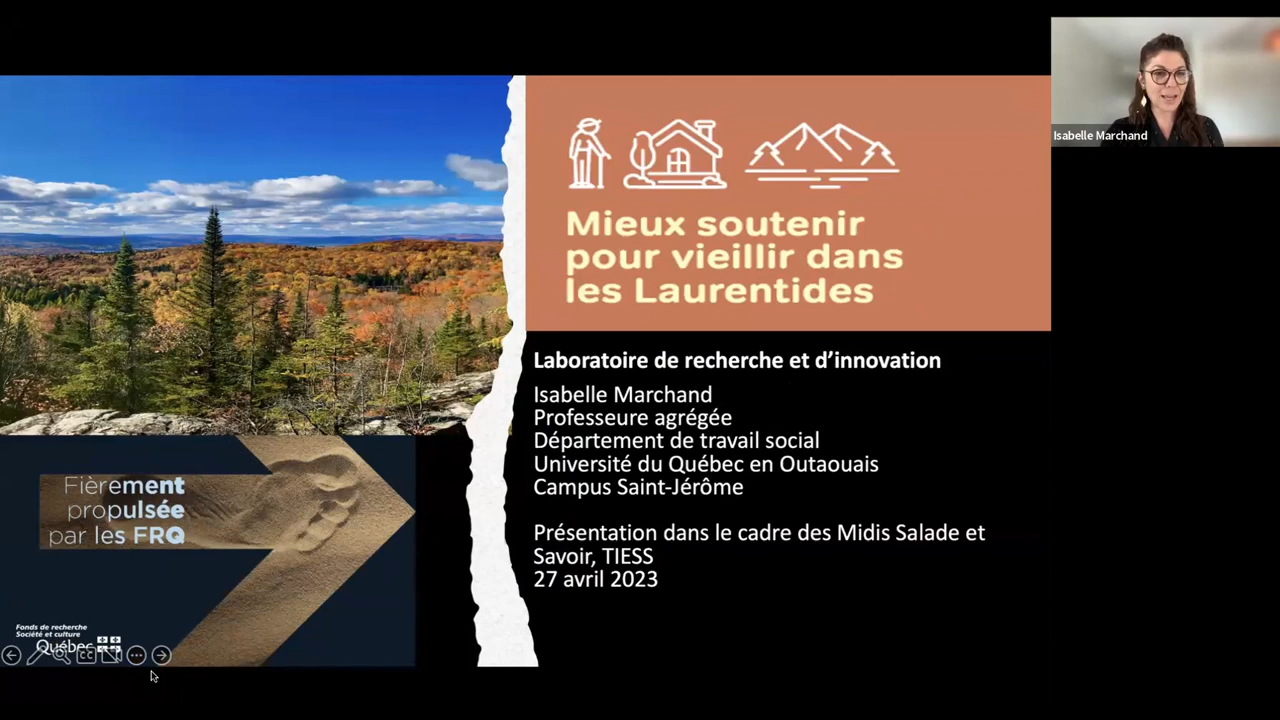 Isabelle Marchand
Mieux soutenir
pour vieillir dans
les Laurentides
Laboratoire de recherche et d’innovation
Isabelle Marchand
Professeure agrégée
Département de travail social
Université du Québec en Outaouais
Campus Saint-Jérôme
Présentation dans le cadre des Midis Salade et
Savoir, TIESS
27 avril 2023
Fièrement
propulsée
par les FRQ
Fonds de recherche
Société et culture
Québec
CC